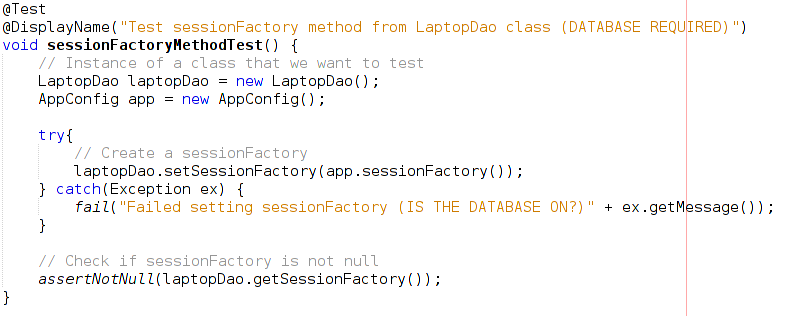 @Test
@DisplayName("Test sessionFactory method from LaptopDao class (DATABASE REQUIRED)")
void sessionFactoryMethodTest() {
    // Instance of a class that we want to test
    LaptopDao laptopDao = new LaptopDao();
    AppConfig app = new AppConfig();

    try{
        // Create a sessionFactory
        laptopDao.setSessionFactory(app.sessionFactory());
    } catch(Exception ex) {
        fail("Failed setting sessionFactory (IS THE DATABASE ON?)" + ex.getMessage());
    }

    // Check if sessionFactory is not null
    assertNotNull(laptopDao.getSessionFactory());
}